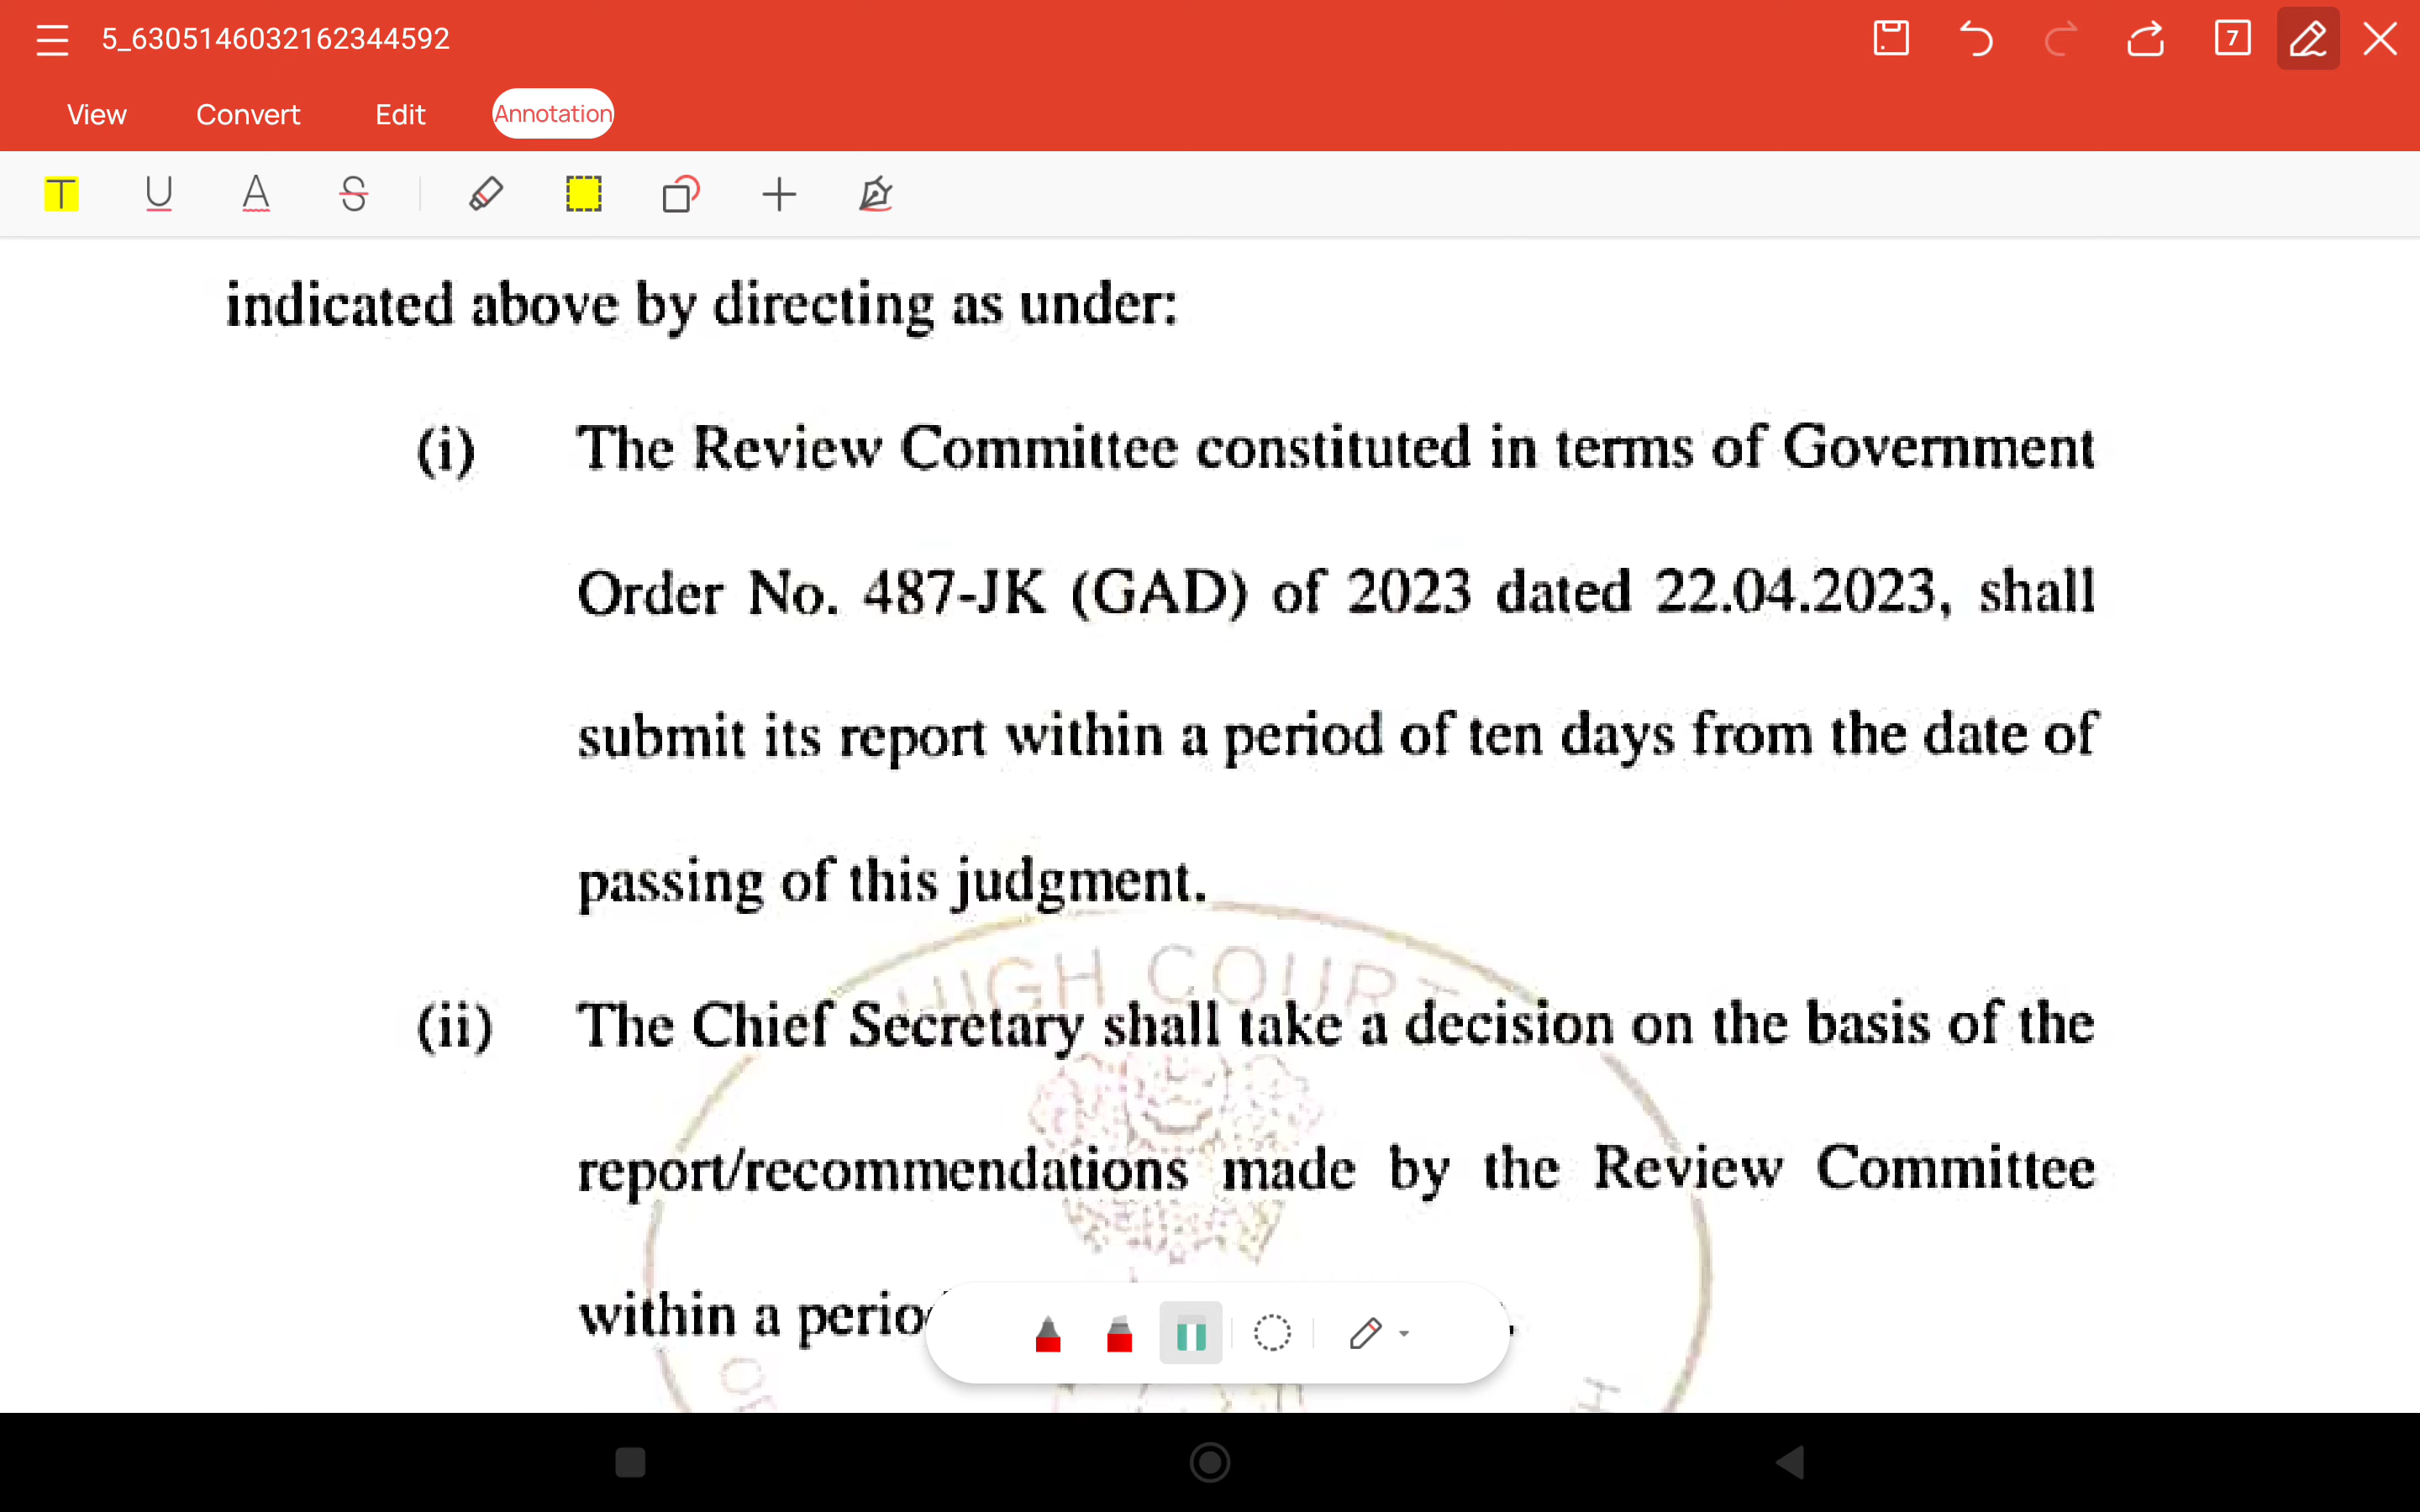 5_6305146032162344592
7
View Convert Edit Annotation
T U A S
indicated above by directing as under:
(i) The Review Committee constituted in terms of Government
Order No. 487-JK (GAD) of 2023 dated 22.04.2023, shall
submit its report within a period of ten days from the date of
passing of this judgment.
HIGH COURT
(ii) The Chief Secretary shall take a decision on the basis of the
report/recommendations made by the Review Committee
within a